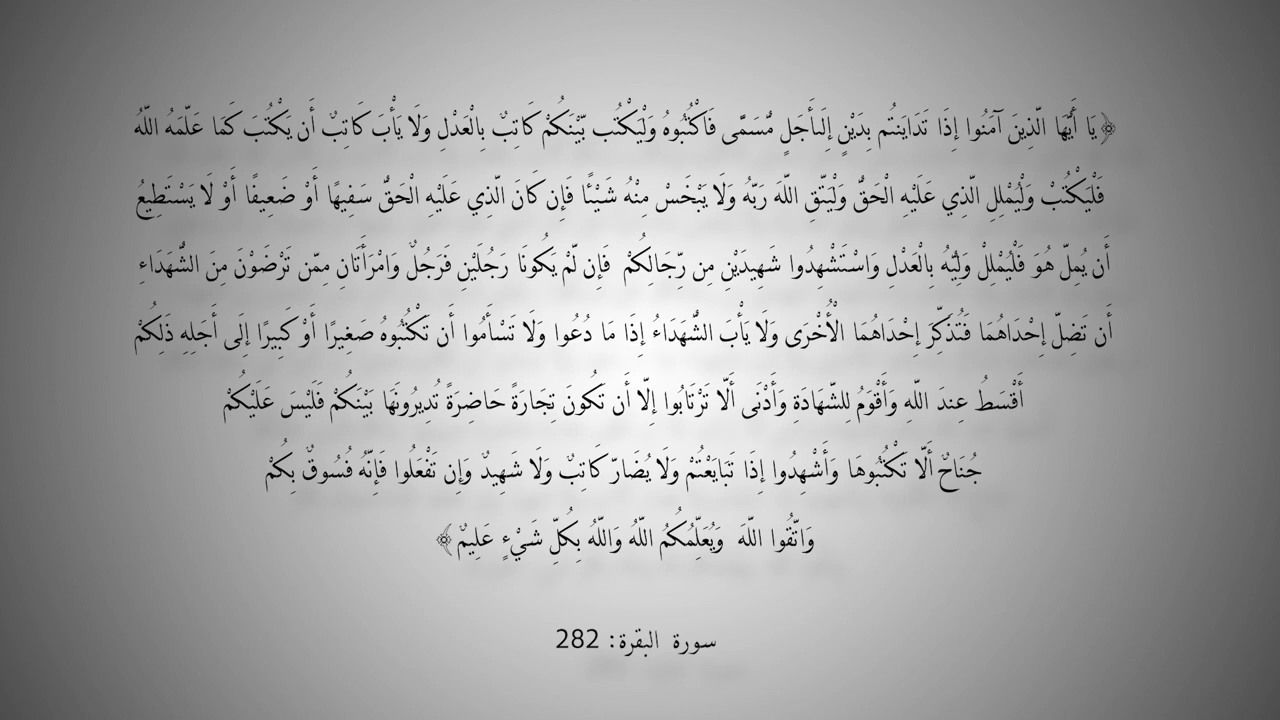 ﴿يَا أَيُّهَا الَّذِينَ آمَنُوا إِذَا تَدَايَنتُم بِدَيْنٍ إِلَىأَجَلٍ مُّسَمًّى فَاكْتُبُوهُ وَلْيَكْتُب بَّيْنَكُمْ كَاتِبٌ بِالْعَدْلِ وَلَا يَأْبَ كَاتِبٌ أَن يَكْتُبَ كَمَا عَلَّمَهُ اللَّهُ
فَلْيَكْتُبْ وَلْيُمْلِلِ الَّذِي عَلَيْهِ الْحَقُّ وَلْيَتَّقِ اللَّهَ رَبَّهُ وَلَا يَبْخَسْ مِنْهُ شَيْئًا فَإِن كَانَ الَّذِي عَلَيْهِ الْحَقُّ سَفِيهًا أَوْ ضَعِيفًا أَوْ لَا يَسْتَطِيعُ
أَن يُمِلَّ هُوَ فَلْيُمْلِلْ وَلِيُّهُ بِالْعَدْلِ وَاسْتَشْهِدُوا شَهِيدَيْنِ مِن رِّجَالِكُمْ فَإِن لَّمْ يَكُونَا رَجُلَيْنِ فَرَجُلٌ وَامْرَأَتَانِ مِمَّن تَرْضَوْنَ مِنَ الشُّهَدَاءِ
أَن تَضِلَّ إِحْدَاهُمَا فَتُذَكِّرَ إِحْدَاهُمَا الْأُخْرَى وَلَا يَأْبَ الشُّهَدَاءُ إِذَا مَا دُعُوا وَلَا تَسْأَمُوا أَن تَكْتُبُوهُ صَغِيرًا أَوْ كَبِيرًا إِلَى أَجَلِهِ ذَلِكُمْ
أَقْسَطُ عِندَ اللَّهِ وَأَقْوَمُ لِلشَّهَادَةِ وَأَدْنَى أَلَّا تَرْتَابُوا إِلَّا أَن تَكُونَ تِجَارَةً حَاضِرَةً تُدِيرُونَهَا بَيْنَكُمْ فَلَيْسَ عَلَيْكُمْ
جُنَاحٌ أَلَّا تَكْتُبُوهَا وَأَشْهِدُوا إِذَا تَبَايَعْتُمْ وَلَا يُضَارَّ كَاتِبٌ وَلَا شَهِيدٌ وَإِن تَفْعَلُوا فَإِنَّهُ فُسُوقٌ بِكُمْ
وَاتَّقُوا اللَّهَ وَيُعَلِّمُكُمُ اللَّهُ وَاللَّهُ بِكُلِّ شَيْءٍ عَلِيمٌ﴾
سورة البقرة: 282